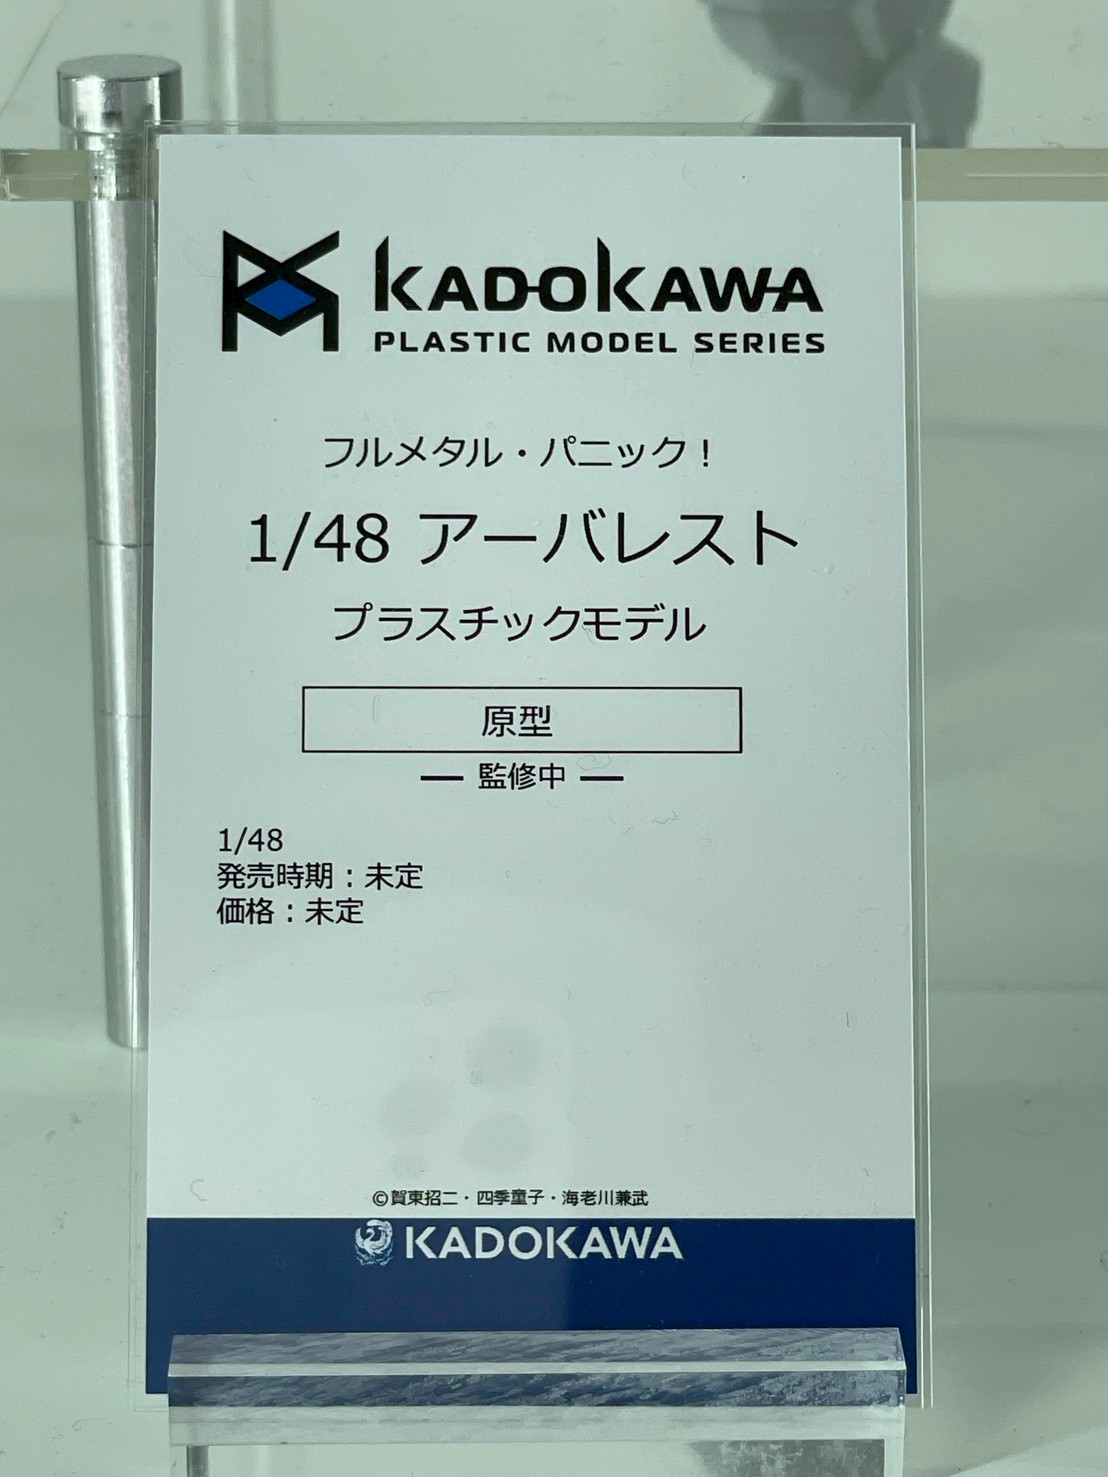 KADOKAWA
PLASTIC MODEL SERIES
フルメタル・パニック！
1/48 アーバレスト
プラスチックモデル
原型
― 監修中 ―
1/48
発売時期：未定
価格：未定
©賀東招二・四季童子・海老川兼武
KADOKAWA